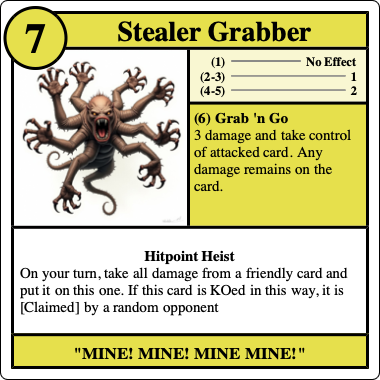 7
Stealer Grabber
(1) No Effect
(2-3) 1
(4-5) 2
(6) Grab 'n Go
3 damage and take control
of attacked card. Any
damage remains on the
card.
Hitpoint Heist
On your turn, take all damage from a friendly card and
put it on this one. If this card is KOed in this way, it is
[Claimed] by a random opponent
"MINE! MINE! MINE MINE!"